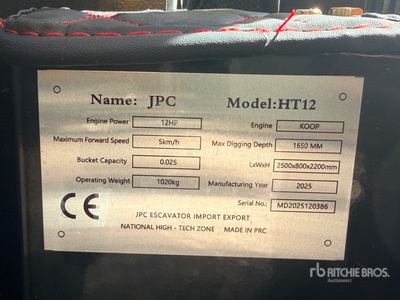 Name: JPC Model:HT12
Engine Power 12HP Engine KOOP
Maximum Forward Speed 5km/h Max Digging Depth 1650 MM
Bucket Capacity 0.025 LxWxH 2500x800x2200mm
Operating Weight 1020kg Manufacturing Year 2025
Serial No.: MD2025120386
CE
JPC ESCAVATOR IMPORT EXPORT
NATIONAL HIGH - TECH ZONE MADE IN PRC
rb RITCHIE BROS.
Auctioneers